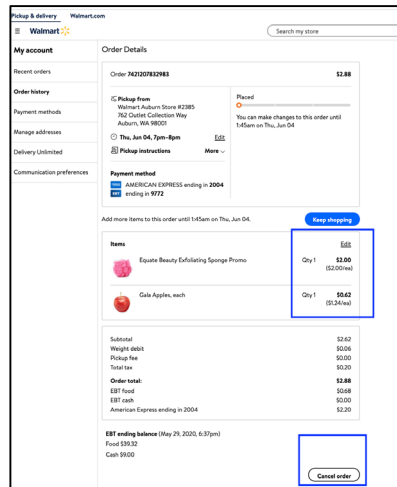 Pickup & delivery Walmart.com
Walmart
Search my store
My account
Recent orders
Order history
Payment methods
Manage addresses
Delivery Unlimited
Communication preferences
Order Details
Order 7421207832983 $2.88
Pickup from
Walmart Auburn Store #2385
762 Outlet Collection Way
Auburn, WA 98001
Thu, Jun 04, 7pm–8pm Edit
Pickup instructions More
Placed
You can make changes to this order until
1:45am on Thu, Jun 04
Payment method
AMERICAN EXPRESS ending in 2004
EBT ending in 9772
Add more items to this order until 1:45am on Thu, Jun 04.
Keep shopping
Items Edit
Equate Beauty Exfoliating Sponge Promo Qty 1 $2.00
($2.00/ea)
Gala Apples, each Qty 1 $0.62
($1.24/ea)
Subtotal $2.62
Weight debit $0.06
Pickup fee $0.00
Total tax $0.20
Order total: $2.88
EBT food $0.68
EBT cash $0.00
American Express ending in 2004 $2.20
EBT ending balance (May 29, 2020, 6:37pm)
Food $39.32
Cash $9.00
Cancel order